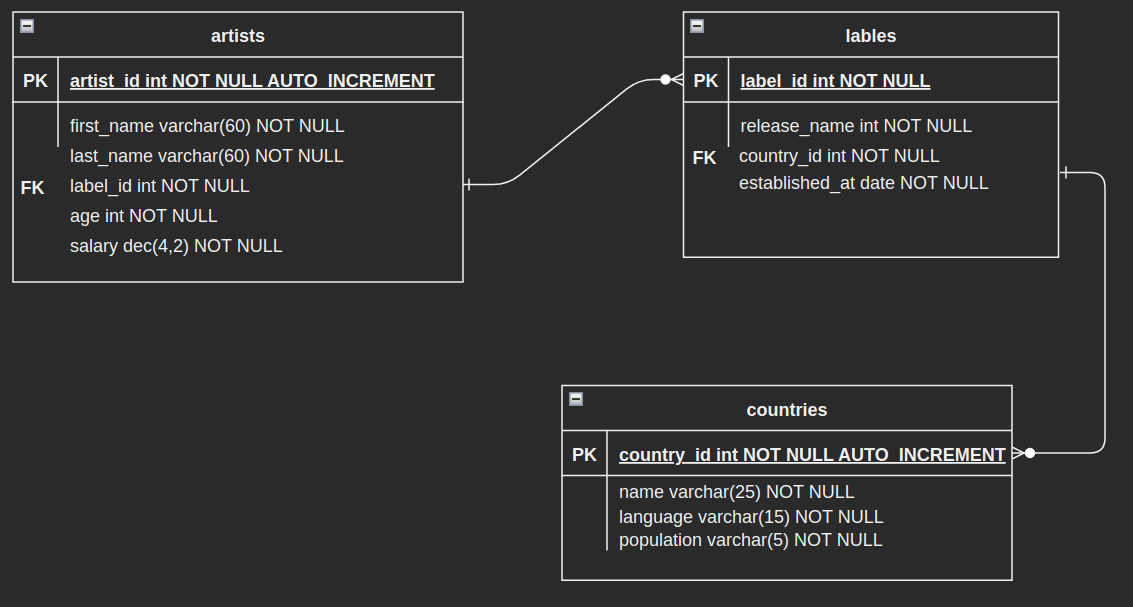 artists
PK artist_id int NOT NULL AUTO_INCREMENT
first_name varchar(60) NOT NULL
last_name varchar(60) NOT NULL
FK label_id int NOT NULL
age int NOT NULL
salary dec(4,2) NOT NULL
lables
PK label_id int NOT NULL
release_name int NOT NULL
FK country_id int NOT NULL
established_at date NOT NULL
countries
PK country_id int NOT NULL AUTO_INCREMENT
name varchar(25) NOT NULL
language varchar(15) NOT NULL
population varchar(5) NOT NULL